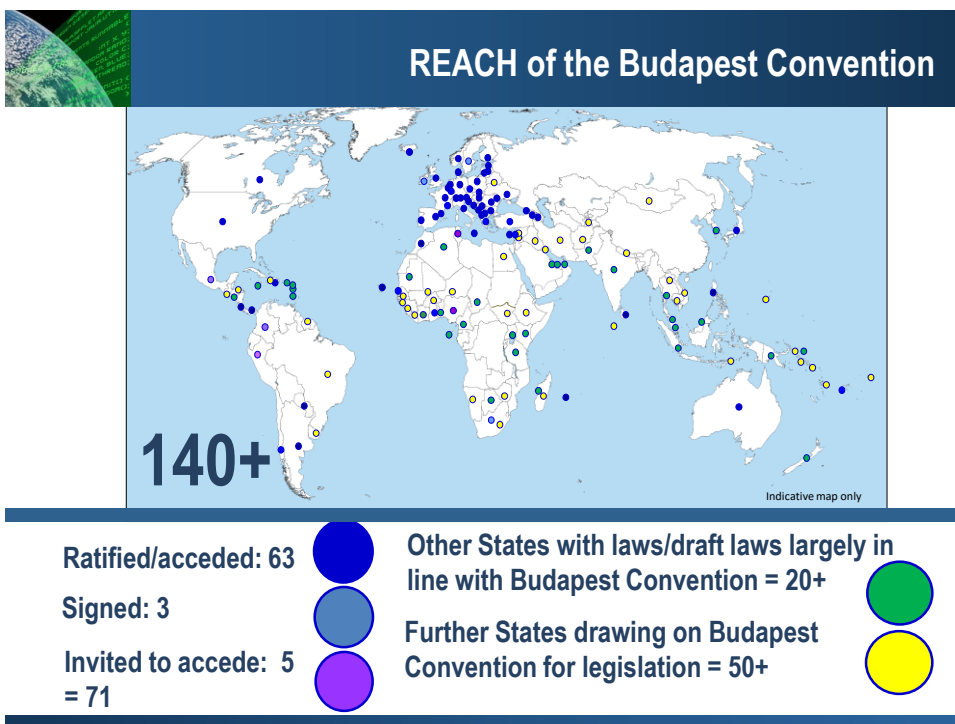 REACH of the Budapest Convention
140+
Indicative map only
Ratified/acceded: 63
Signed: 3
Invited to accede:  5
= 71
Other States with laws/draft laws largely in
line with Budapest Convention = 20+
Further States drawing on Budapest
Convention for legislation = 50+